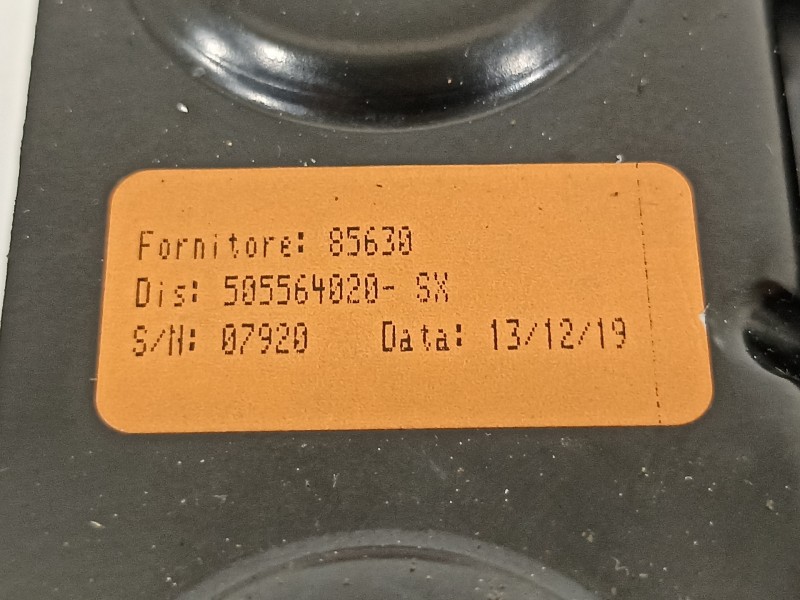 Fornitore: 85630
Dis: 505564020- SX
S/N: 07920 Data: 13/12/19